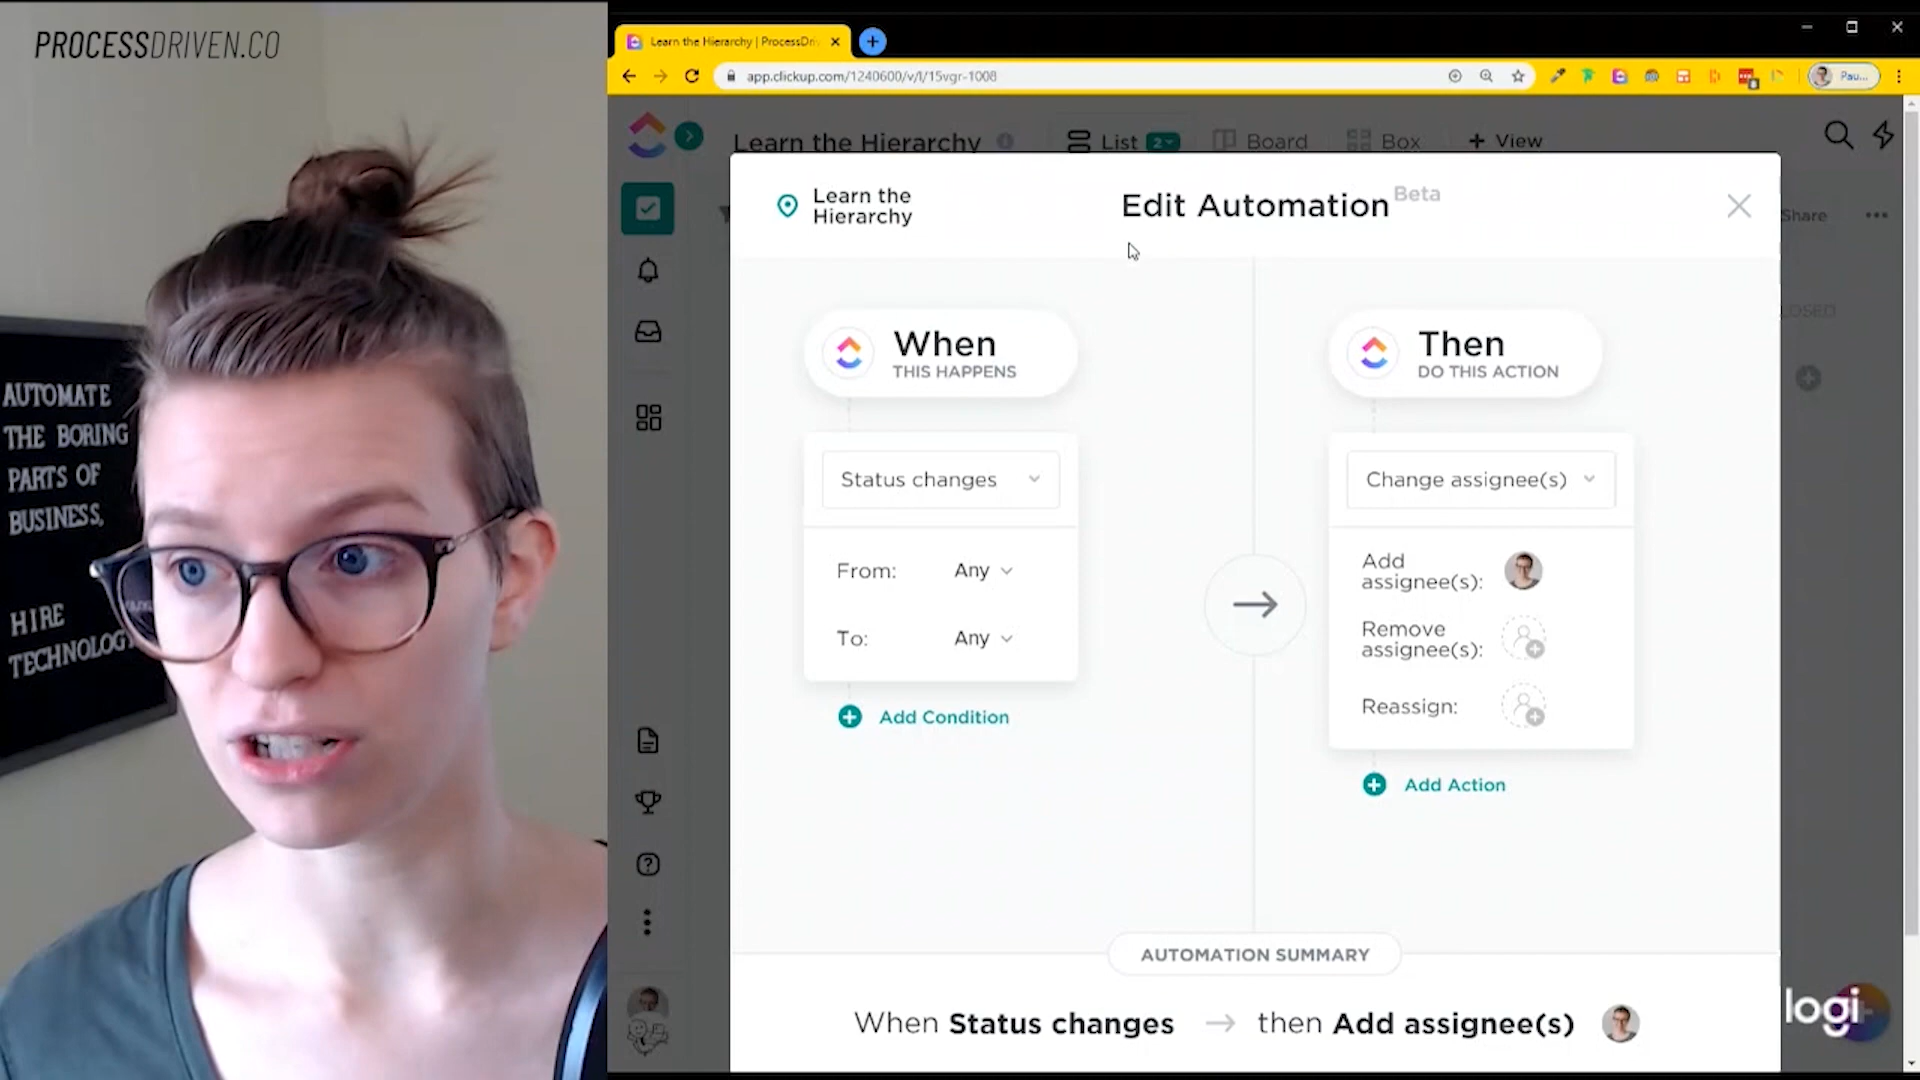 PROCESSDRIVEN.CO
AUTOMATE
THE BORING
PARTS OF
BUSINESS,
HIRE
Learn the Hierarchy | ProcessDri
app.clickup.com/1240600/v/l/15vgr-1008
Pau...
Learn the Hierarchy
List 2
Board
Box
+ View
Share
Learn the
Hierarchy
Edit Automation Beta
When
THIS HAPPENS
Then
DO THIS ACTION
Status changes
Change assignee(s)
From: Any
To: Any
Add
assignee(s):
Remove
assignee(s):
Reassign:
Add Condition
Add Action
AUTOMATION SUMMARY
When Status changes → then Add assignee(s)
logi